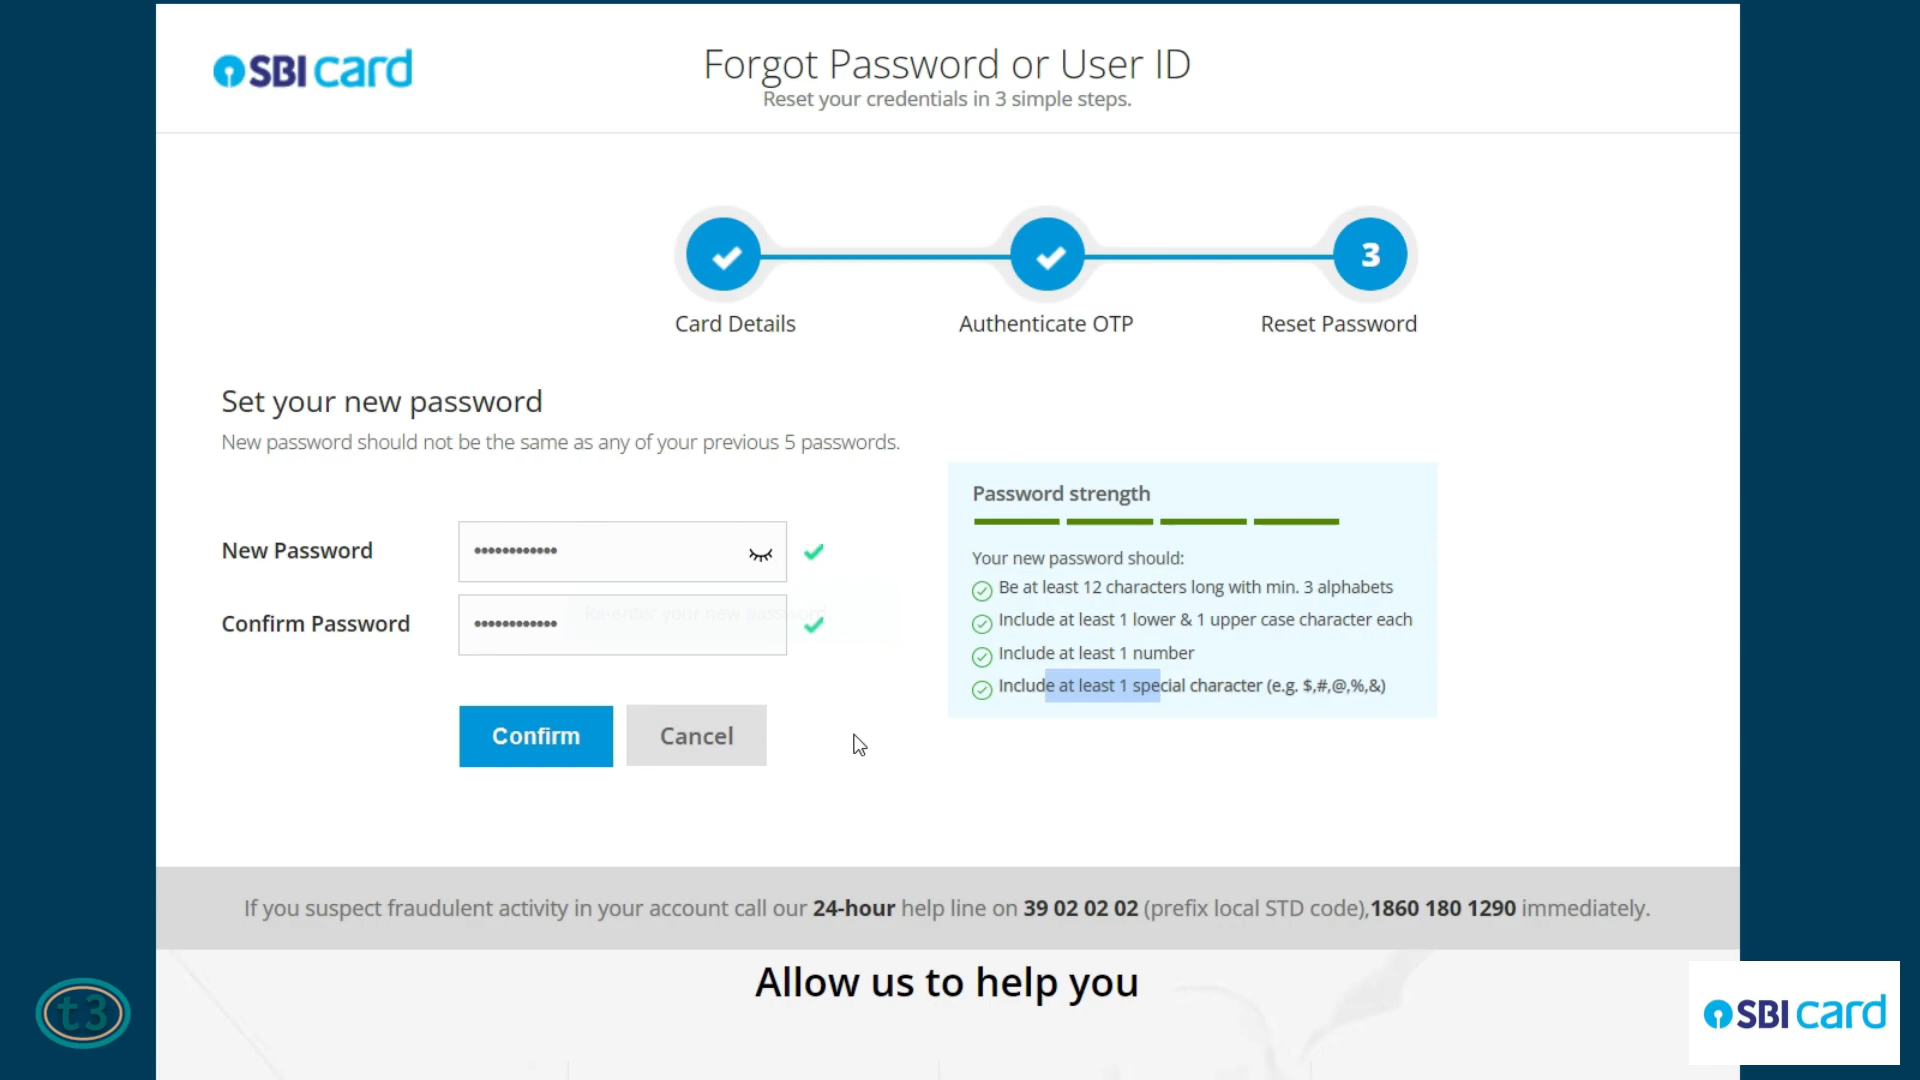 SBI card
Forgot Password or User ID
Reset your credentials in 3 simple steps.
3
Card Details
Authenticate OTP
Reset Password
Set your new password
New password should not be the same as any of your previous 5 passwords.
Password strength
New Password
••••••••••••
Your new password should:
Be at least 12 characters long with min. 3 alphabets
Re-enter your new password
Confirm Password
••••••••••••
Include at least 1 lower & 1 upper case character each
Include at least 1 number
Include at least 1 special character (e.g. $,#,@,%,&)
Confirm
Cancel
If you suspect fraudulent activity in your account call our 24-hour help line on 39 02 02 02 (prefix local STD code),1860 180 1290 immediately.
Allow us to help you
t3
SBI card